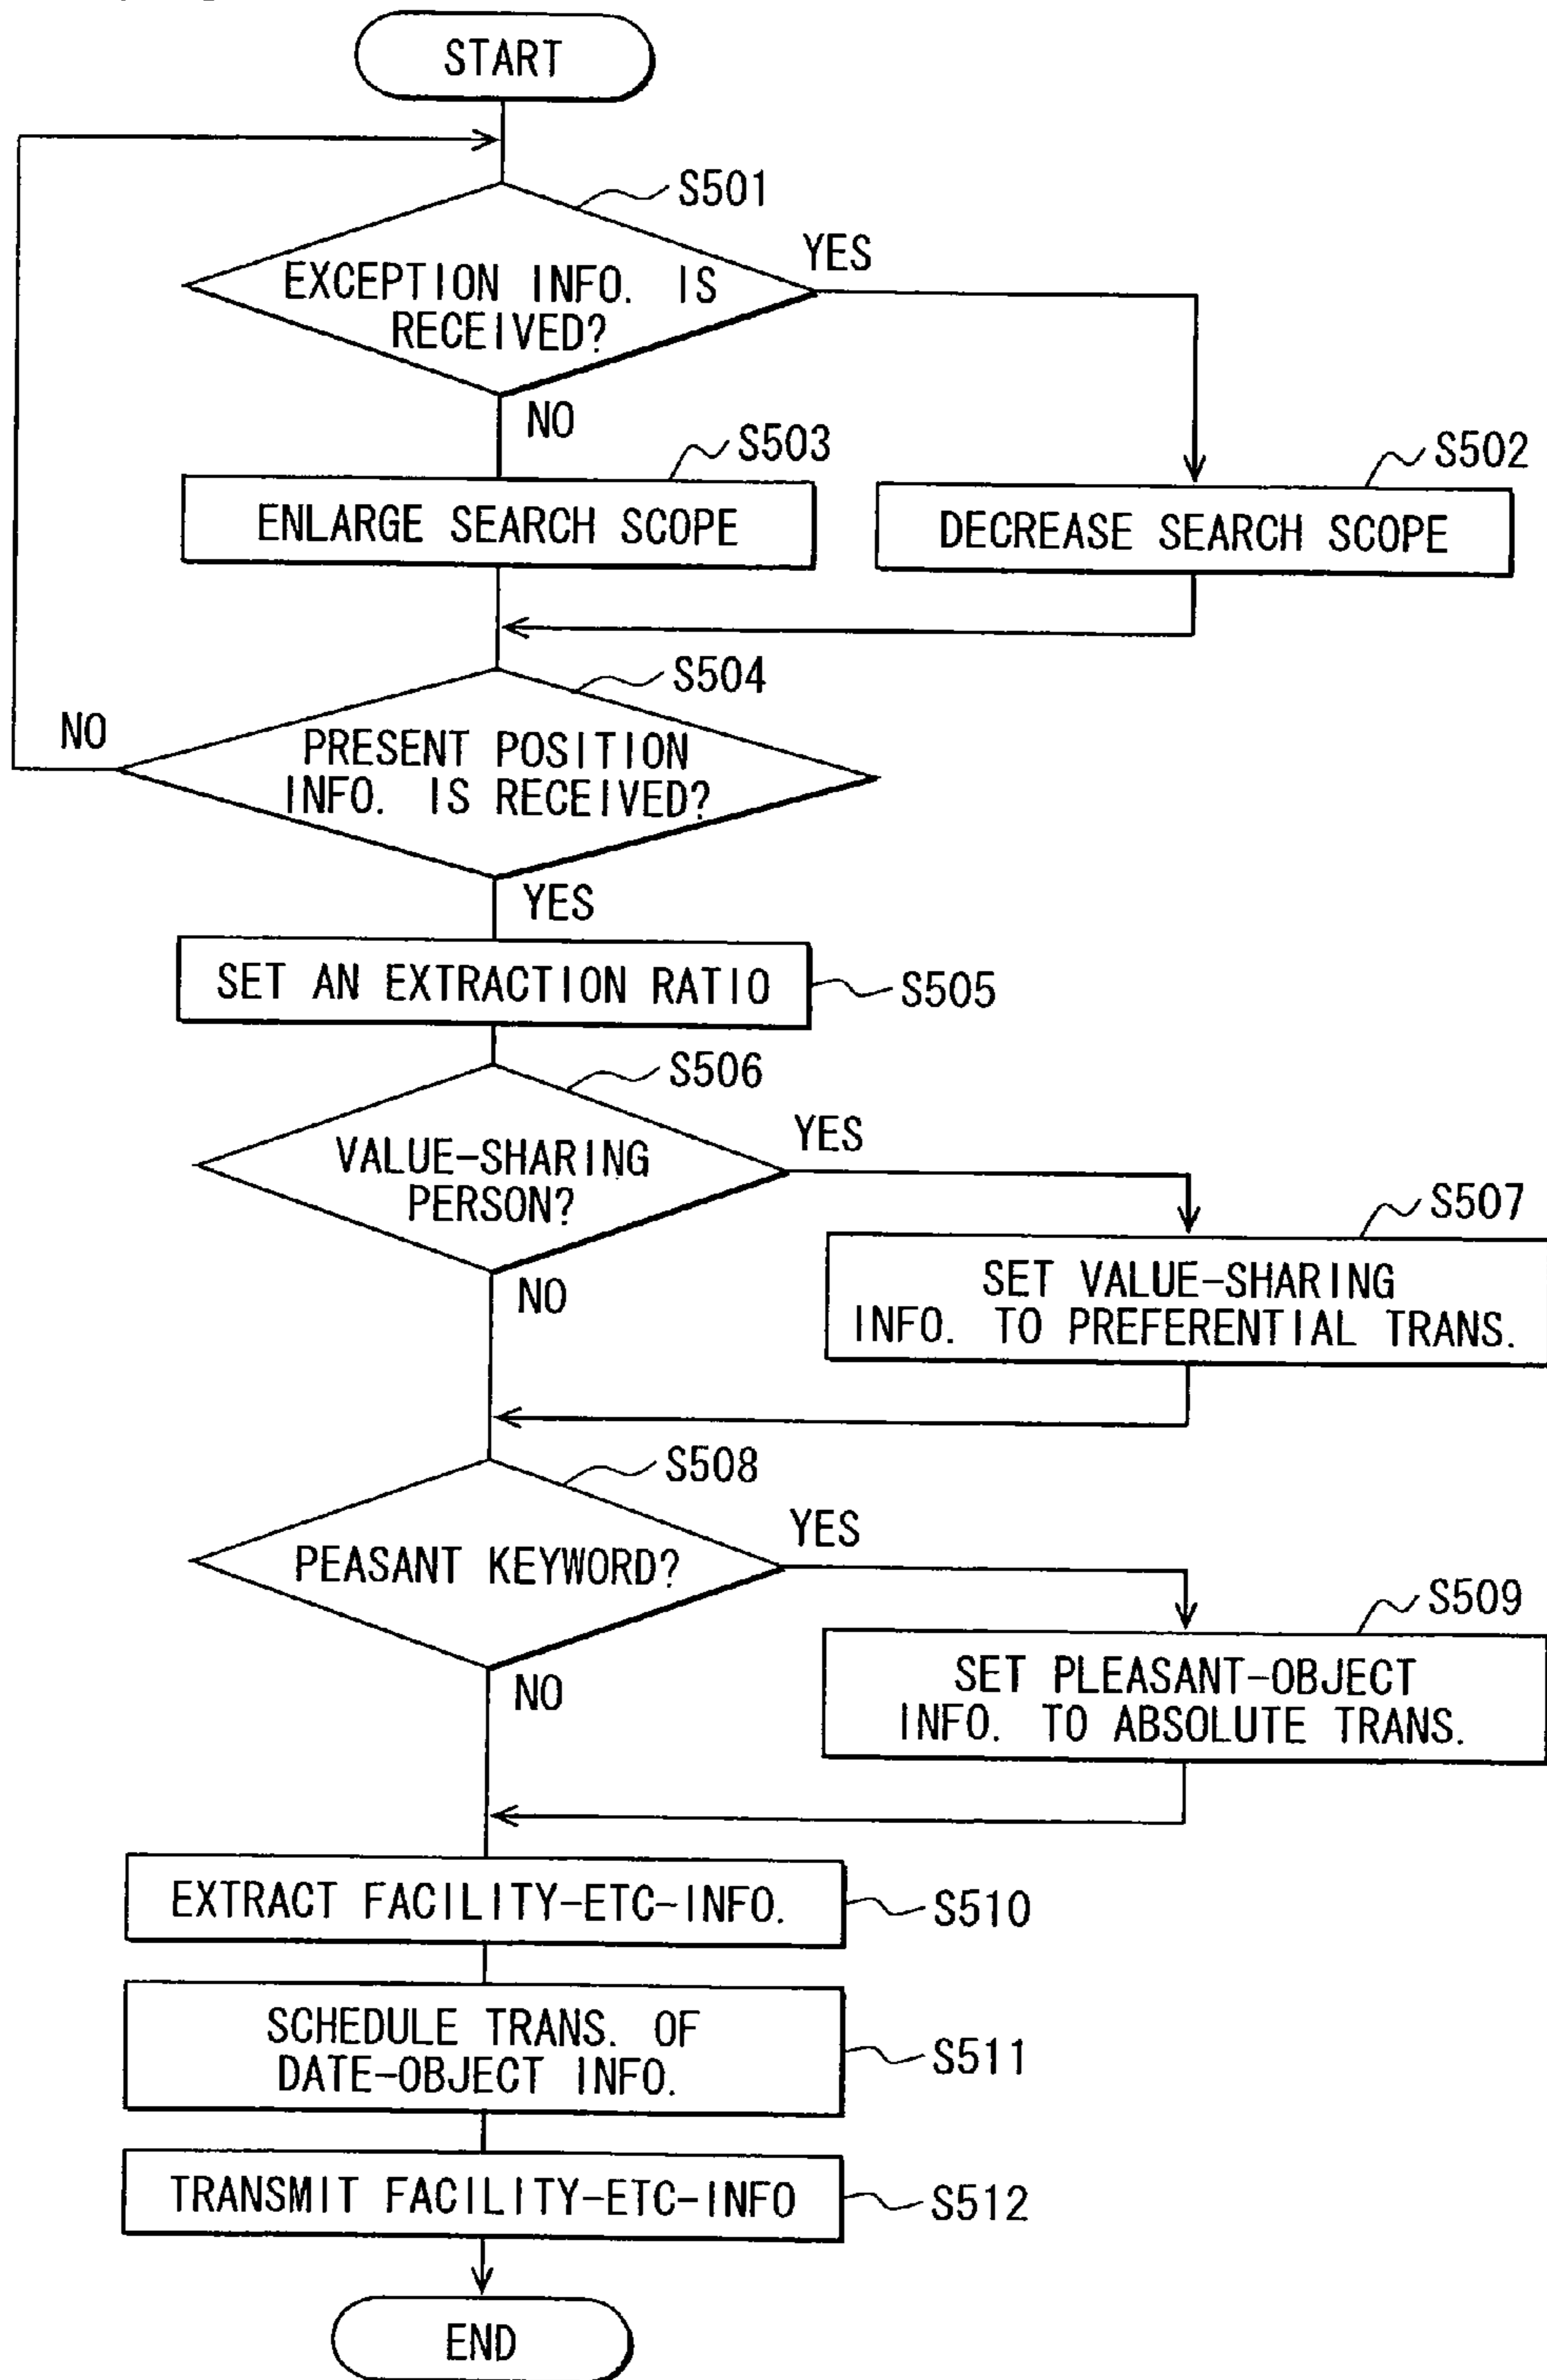 START
S501
YES
EXCEPTION INFO. IS
RECEIVED?
NO
S503
S502
ENLARGE SEARCH SCOPE
DECREASE SEARCH SCOPE
S504
NO
PRESENT POSITION
INFO. IS RECEIVED?
YES
SET AN EXTRACTION RATIO
S505
S506
YES
VALUE-SHARING
PERSON?
S507
NO
SET VALUE-SHARING
INFO. TO PREFERENTIAL TRANS.
S508
YES
PEASANT KEYWORD?
S509
NO
SET PLEASANT-OBJECT
INFO. TO ABSOLUTE TRANS.
EXTRACT FACILITY-ETC-INFO.
S510
SCHEDULE TRANS. OF
DATE-OBJECT INFO.
S511
TRANSMIT FACILITY-ETC-INFO
S512
END